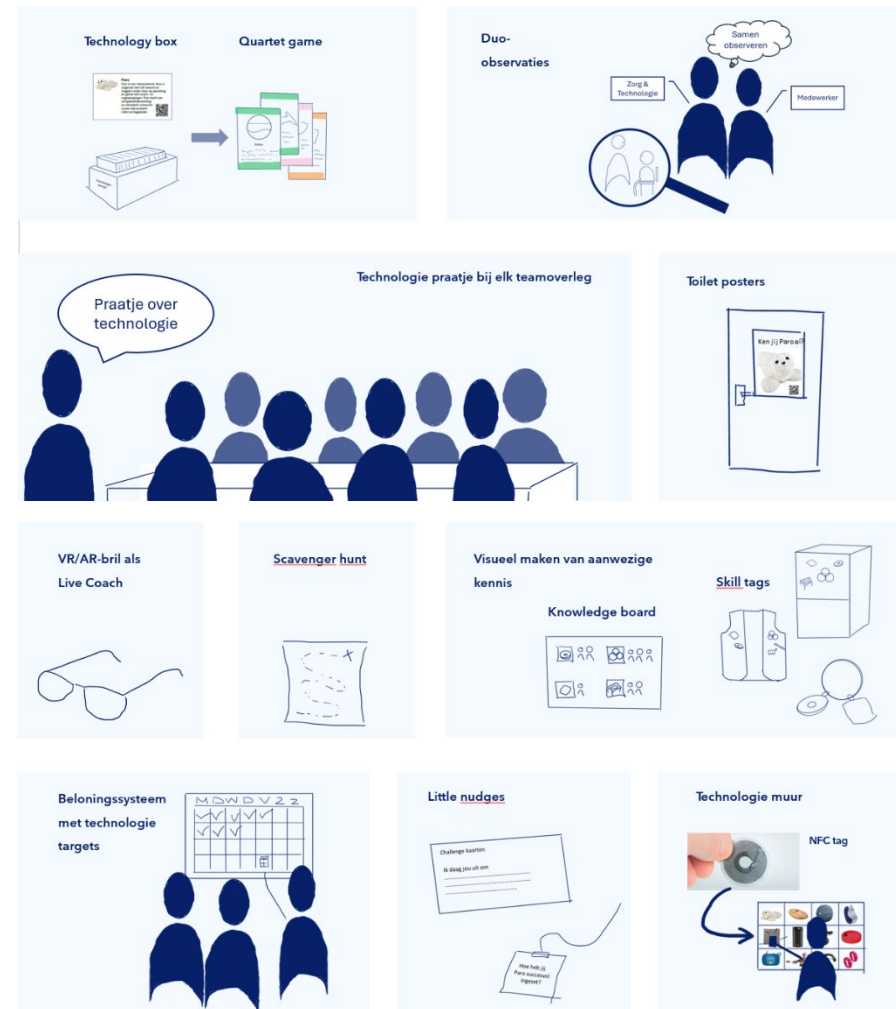 Technology box
Quartet game
Paro
Duo-
observaties
Samen
observeren
Zorg &
Technologie
Medewerker
Technologie praatje bij elk teamoverleg
Praatje over
technologie
Toilet posters
Ken jij Paro al?
VR/AR-bril als
Live Coach
Scavenger hunt
X
Visueel maken van aanwezige
kennis
Knowledge board
Skill tags
Beloningssysteem
met technologie
targets
M D W D V Z Z
Little nudges
Challenge kaarten
Ik daag jou uit om
Hoe heb jij
Paro succesvol
ingezet?
Technologie muur
NFC tag